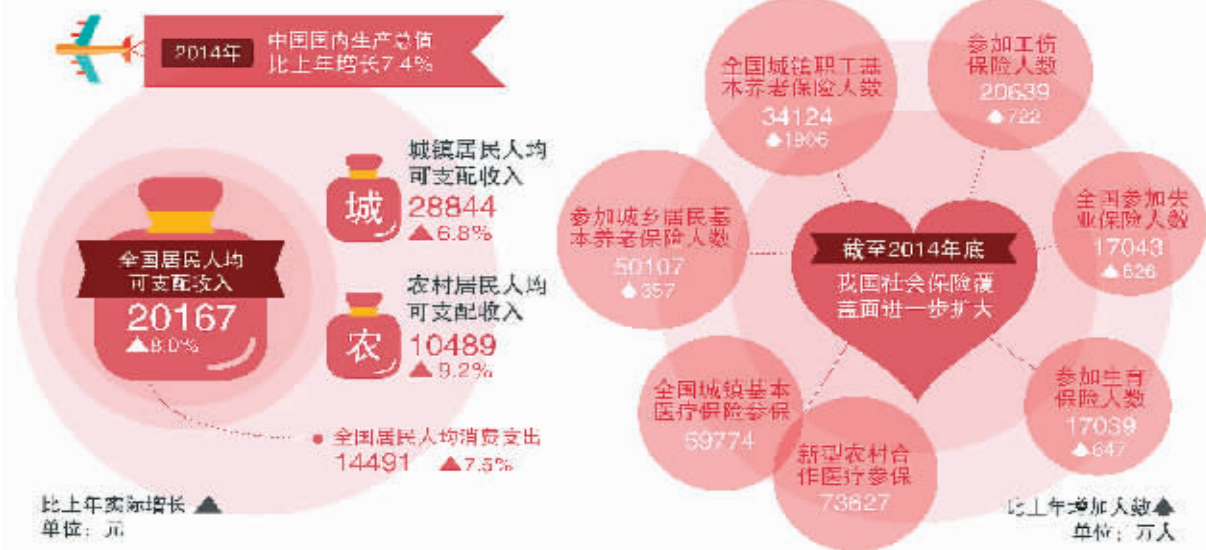 2014年
中国国内生产总值
比上年增长7.4%
全国居民人均
可支配收入
20167
▲8.0%
城
城镇居民人均
可支配收入
28844
▲6.8%
农
农村居民人均
可支配收入
10489
▲9.2%
全国居民人均消费支出
14491 ▲7.5%
比上年实际增长▲
单位：元
截至2014年底
我国社会保险覆
盖面进一步扩大
全国城镇职工基
本养老保险人数
34124
1906
参加工伤
保险人数
20639
722
全国参加失
业保险人数
17043
626
参加生育
保险人数
17039
647
新型农村合
作医疗参保
73627
全国城镇基本
医疗保险参保
59774
参加城乡居民基
本养老保险人数
50107
357
比上年增加人数
单位：万人